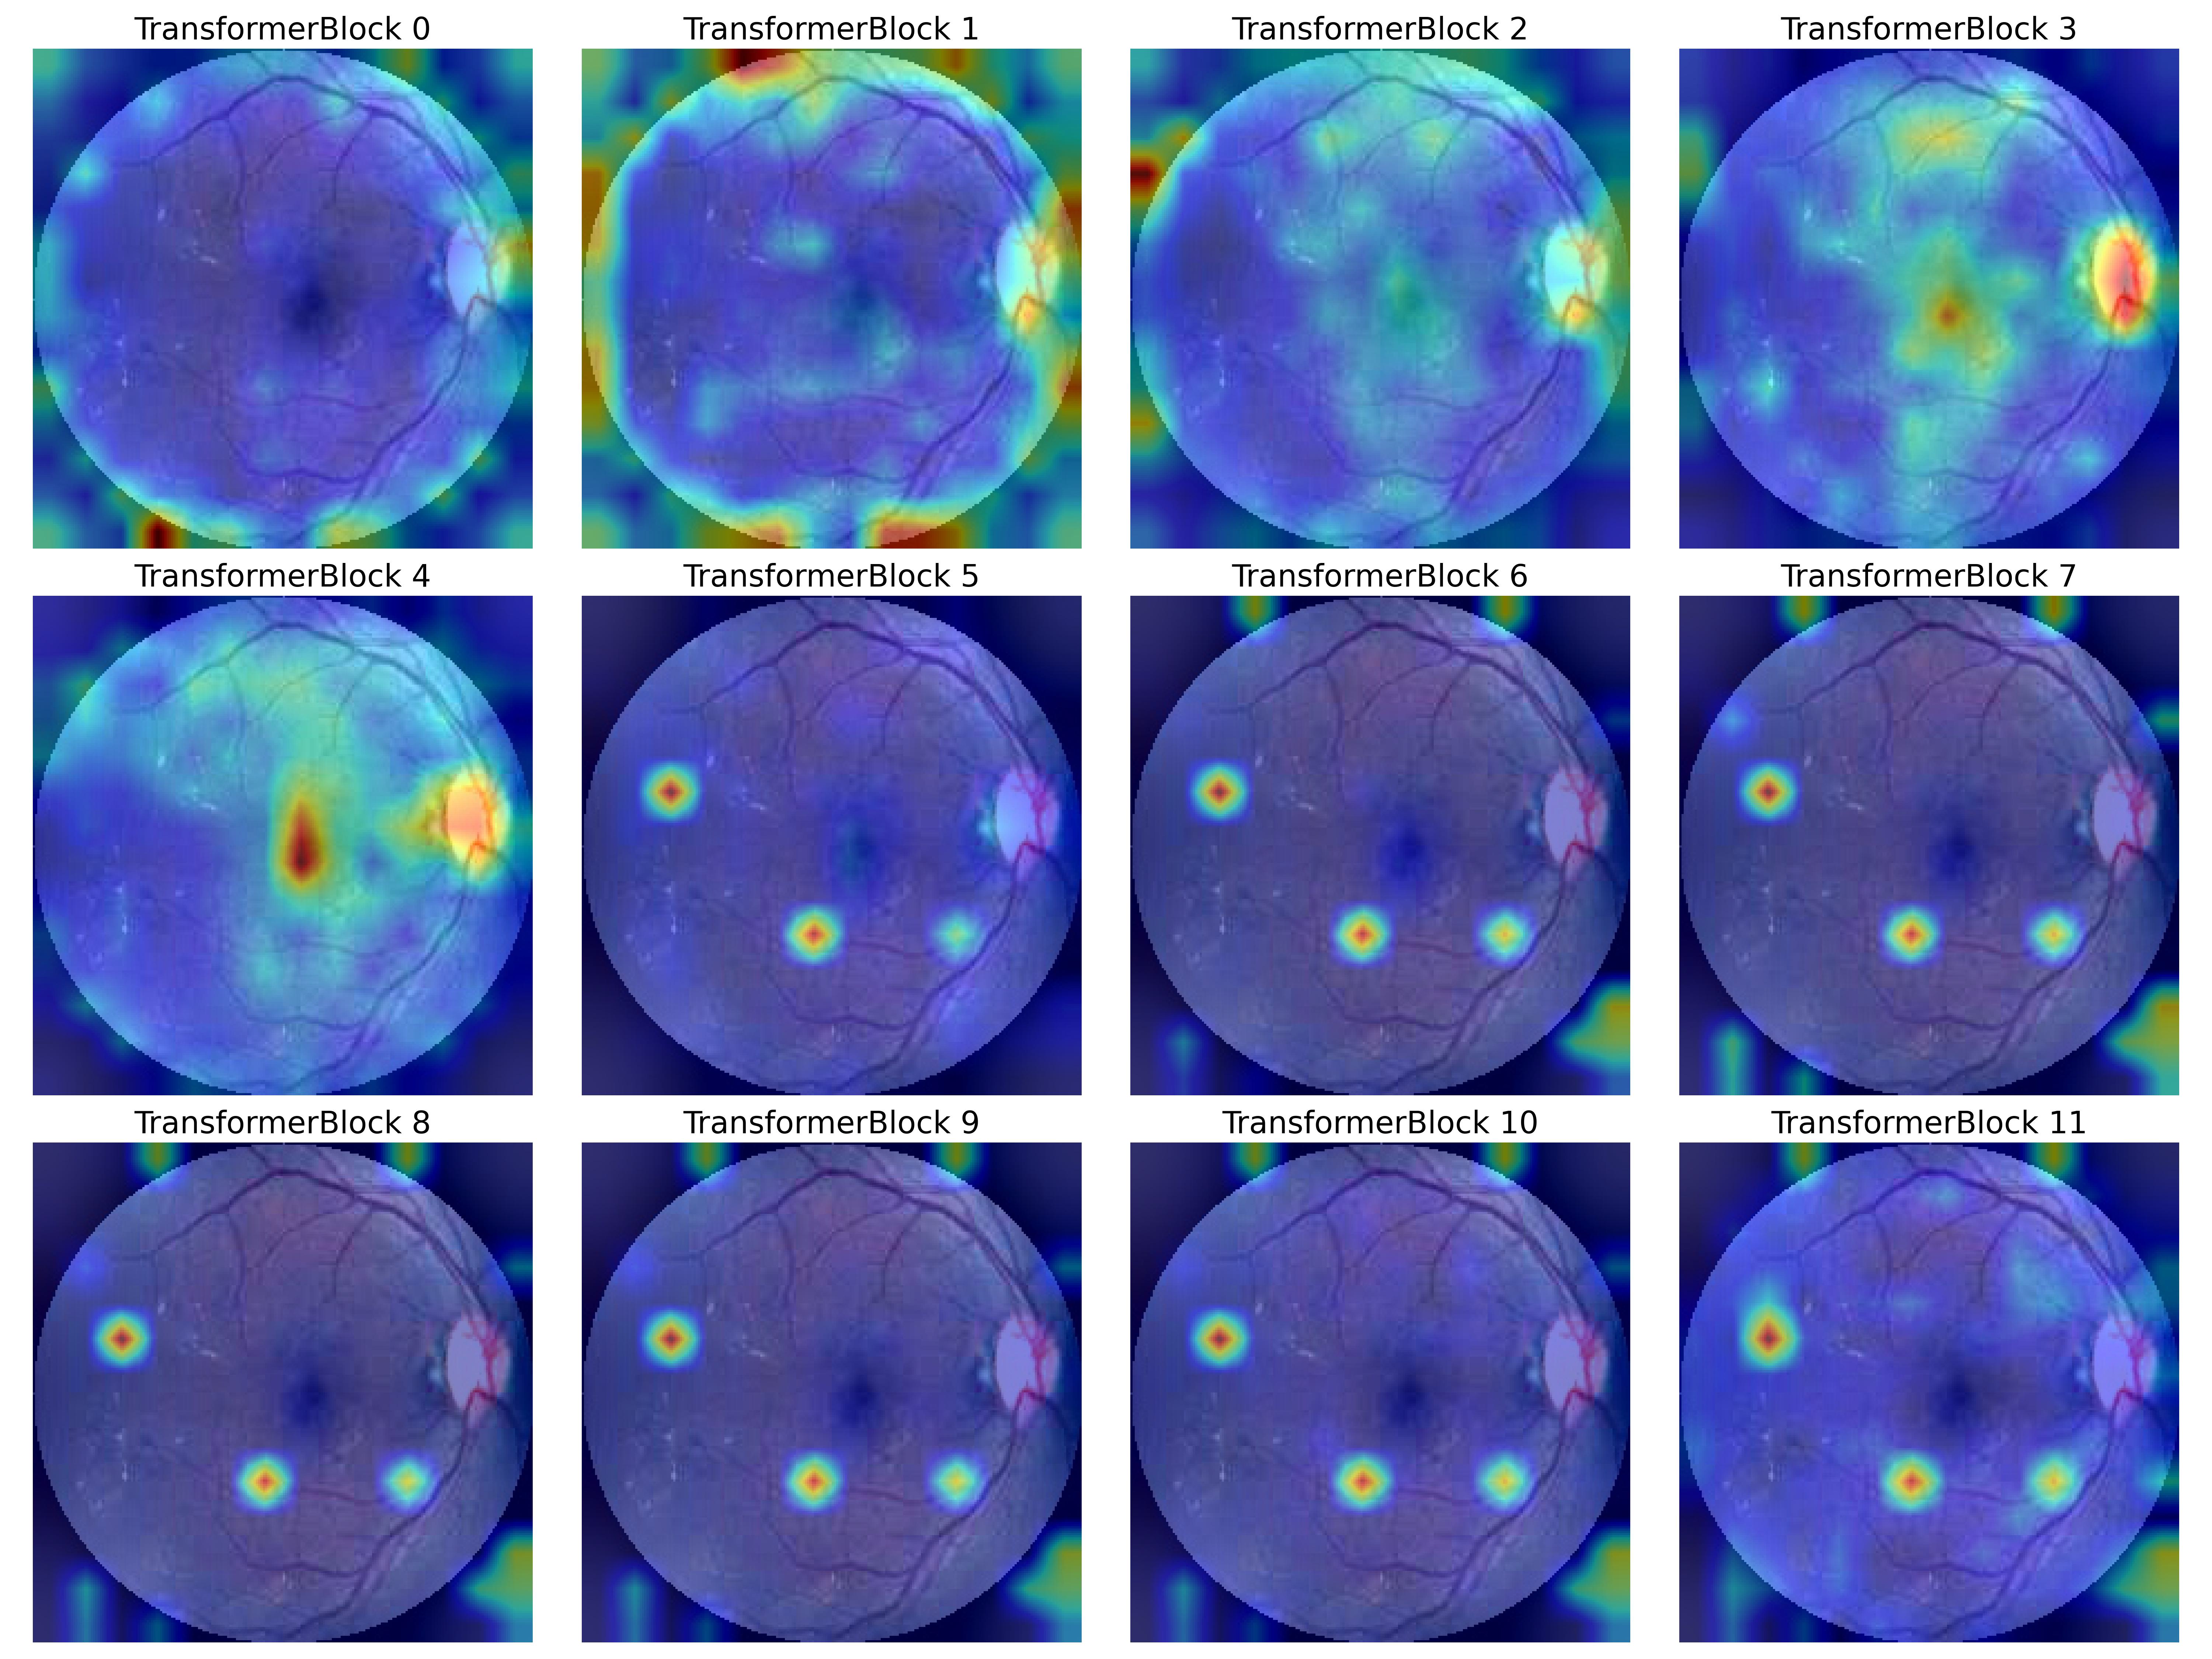 TransformerBlock 0
TransformerBlock 1
TransformerBlock 2
TransformerBlock 3
TransformerBlock 4
TransformerBlock 5
TransformerBlock 6
TransformerBlock 7
TransformerBlock 8
TransformerBlock 9
TransformerBlock 10
TransformerBlock 11